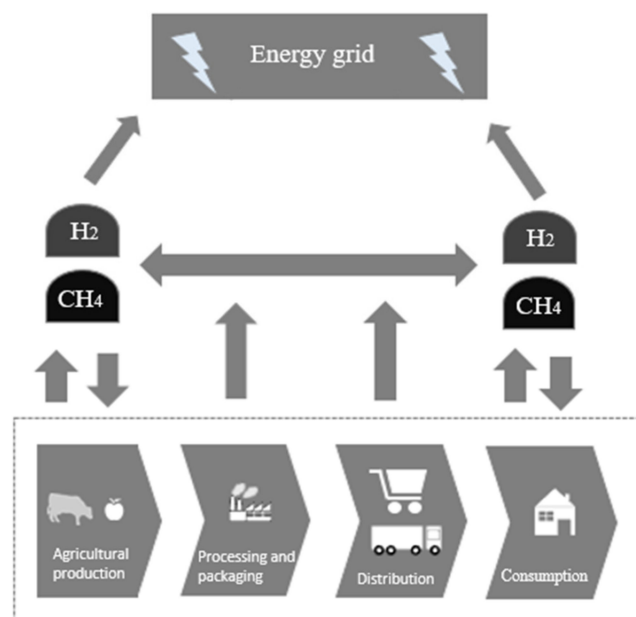 Energy grid
H2
H2
CH4
CH4
Agricultural
production
Processing and
packaging
Distribution
Consumption